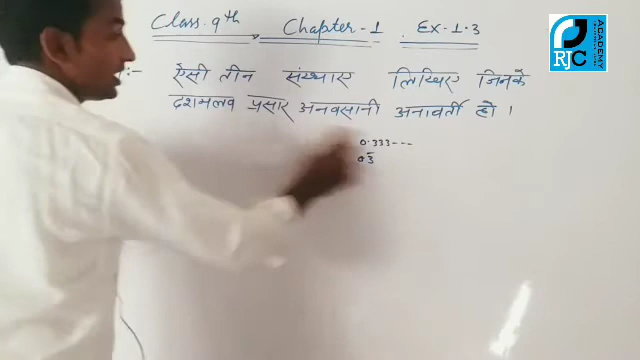 Class. 9th Chapter - 1 . Ex - 1.3
:- ऐसी तीन संख्याए लिखिए जिनके
दशमलव प्रसार अनवसानी अनावर्ती हो ।
0.333---
0.3̅
RJC
ACADEMY